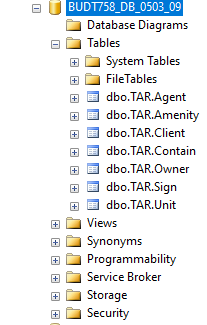 BUDT758_DB_0503_09
Database Diagrams
Tables
System Tables
FileTables
dbo.TAR.Agent
dbo.TAR.Amenity
dbo.TAR.Client
dbo.TAR.Contain
dbo.TAR.Owner
dbo.TAR.Sign
dbo.TAR.Unit
Views
Synonyms
Programmability
Service Broker
Storage
Security